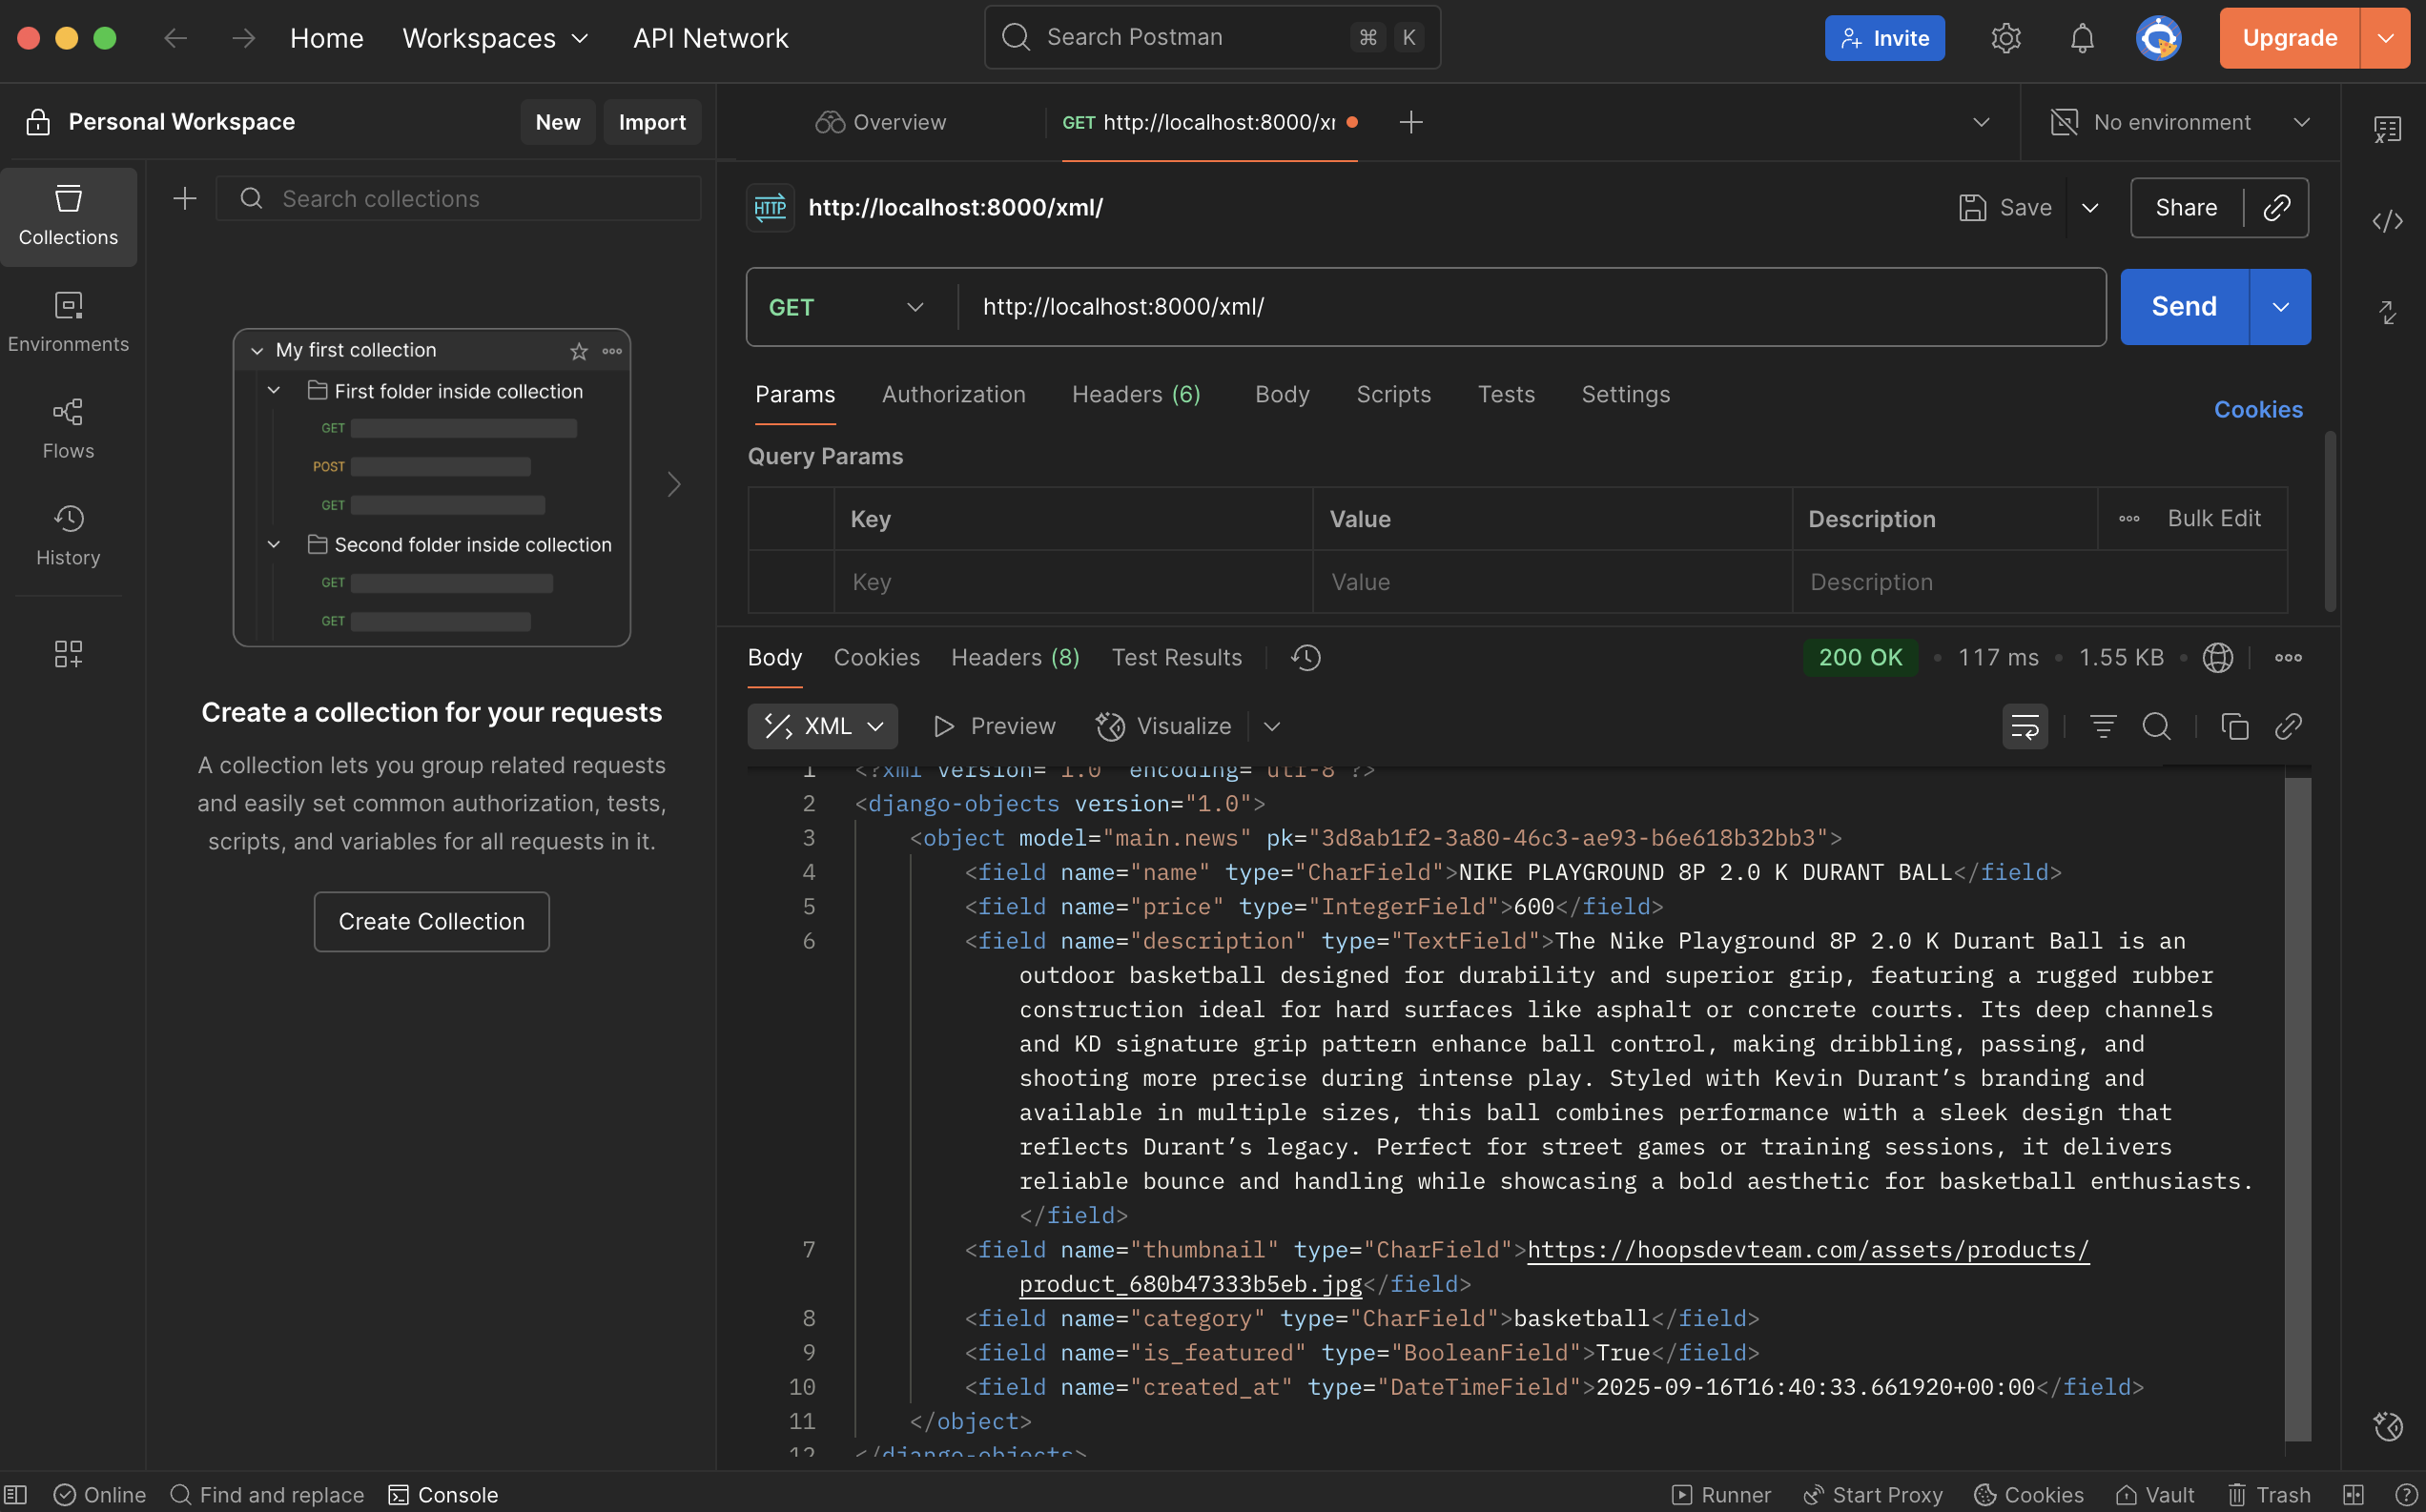 Home Workspaces API Network Search Postman ⌘ K Invite Upgrade
Personal Workspace New Import
Overview GET http://localhost:8000/xr No environment
Collections
Environments
Flows
History
Search collections
My first collection
First folder inside collection
GET
POST
GET
Second folder inside collection
GET
GET
Create a collection for your requests
A collection lets you group related requests
and easily set common authorization, tests,
scripts, and variables for all requests in it.
Create Collection
HTTP http://localhost:8000/xml/ Save Share
GET http://localhost:8000/xml/ Send
Params Authorization Headers (6) Body Scripts Tests Settings Cookies
Query Params
Key Value Description Bulk Edit
Key Value Description
Body Cookies Headers (8) Test Results 200 OK 117 ms 1.55 KB
XML Preview Visualize
1 <?xml version="1.0" encoding="utf-8"?>
2 <django-objects version="1.0">
3 <object model="main.news" pk="3d8ab1f2-3a80-46c3-ae93-b6e618b32bb3">
4 <field name="name" type="CharField">NIKE PLAYGROUND 8P 2.0 K DURANT BALL</field>
5 <field name="price" type="IntegerField">600</field>
6 <field name="description" type="TextField">The Nike Playground 8P 2.0 K Durant Ball is an
outdoor basketball designed for durability and superior grip, featuring a rugged rubber
construction ideal for hard surfaces like asphalt or concrete courts. Its deep channels
and KD signature grip pattern enhance ball control, making dribbling, passing, and
shooting more precise during intense play. Styled with Kevin Durant’s branding and
available in multiple sizes, this ball combines performance with a sleek design that
reflects Durant’s legacy. Perfect for street games or training sessions, it delivers
reliable bounce and handling while showcasing a bold aesthetic for basketball enthusiasts.
</field>
7 <field name="thumbnail" type="CharField">https://hoopsdevteam.com/assets/products/
product_680b47333b5eb.jpg</field>
8 <field name="category" type="CharField">basketball</field>
9 <field name="is_featured" type="BooleanField">True</field>
10 <field name="created_at" type="DateTimeField">2025-09-16T16:40:33.661920+00:00</field>
11 </object>
12 </django-objects>
Online Find and replace Console Runner Start Proxy Cookies Vault Trash